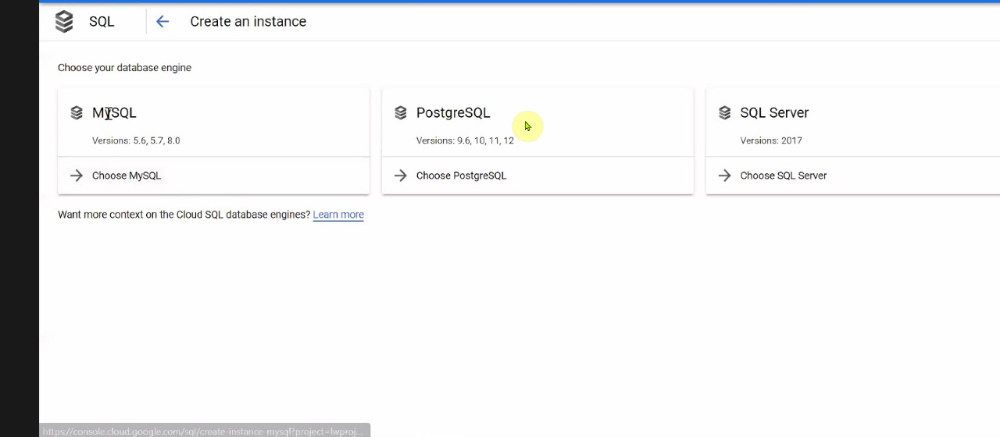 SQL
Create an instance
Choose your database engine
MySQL
Versions: 5.6, 5.7, 8.0
Choose MySQL
PostgreSQL
Versions: 9.6, 10, 11, 12
Choose PostgreSQL
SQL Server
Versions: 2017
Choose SQL Server
Want more context on the Cloud SQL database engines? Learn more
https://console.cloud.google.com/sql/create-instance-mysql?project=lwproj...